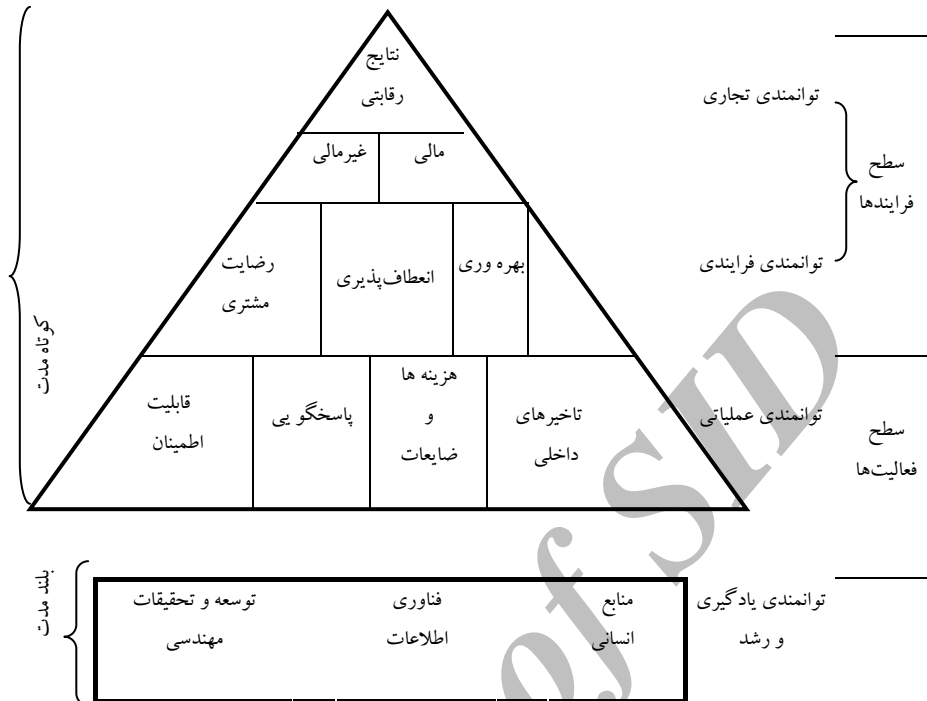 نتایج
رقابتی
توانمندی تجاری
مالی
غیرمالی
سطح
فرایندها
توانمندی فرایندی
بهره وری
انعطاف‌پذیری
رضایت
مشتری
کوتاه مدت
توانمندی عملیاتی
تاخیرهای
داخلی
هزینه ها
و
ضایعات
پاسخگو یی
قابلیت
اطمینان
سطح
فعالیت‌ها
توانمندی یادگیری
و رشد
منابع
انسانی
فناوری
اطلاعات
توسعه و تحقیقات
مهندسی
بلند مدت
of SID